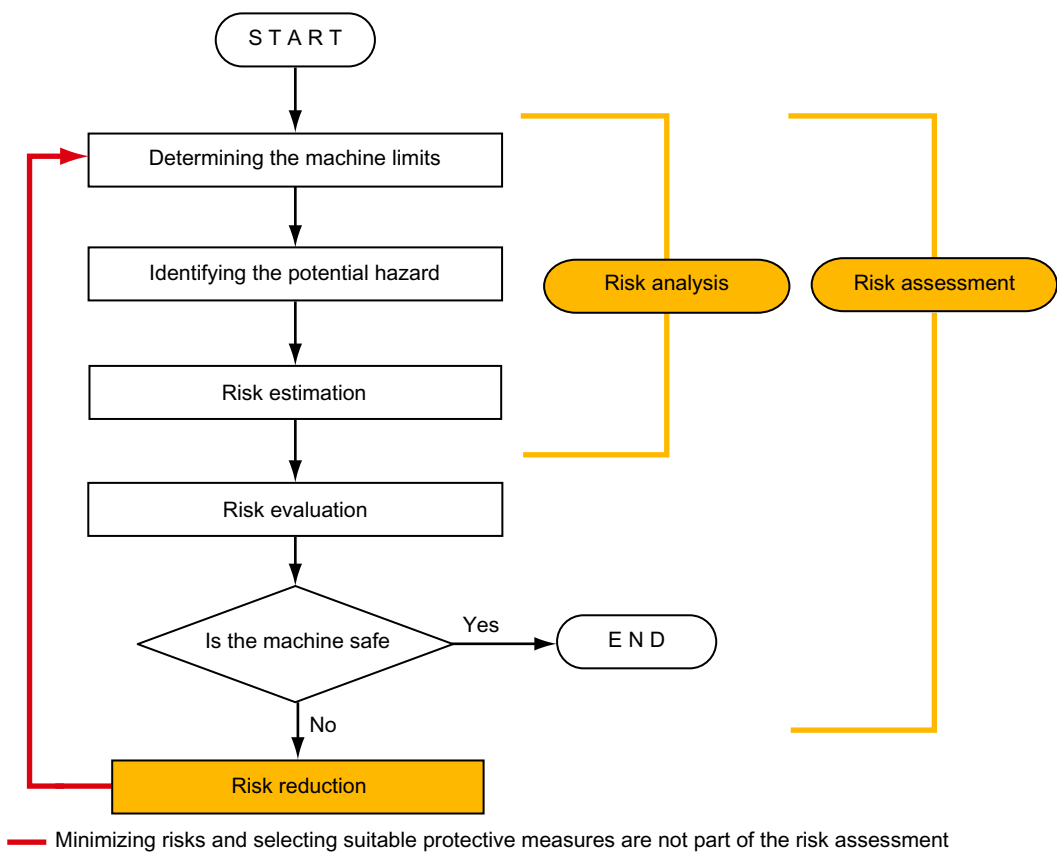 S T A R T
Determining the machine limits
Identifying the potential hazard
Risk analysis
Risk assessment
Risk estimation
Risk evaluation
Is the machine safe
Yes
E N D
No
Risk reduction
Minimizing risks and selecting suitable protective measures are not part of the risk assessment